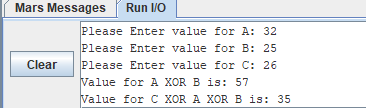 Mars Messages Run I/O
Please Enter value for A: 32
Please Enter value for B: 25
Please Enter value for C: 26
Clear
Value for A XOR B is: 57
Value for C XOR A XOR B is: 35